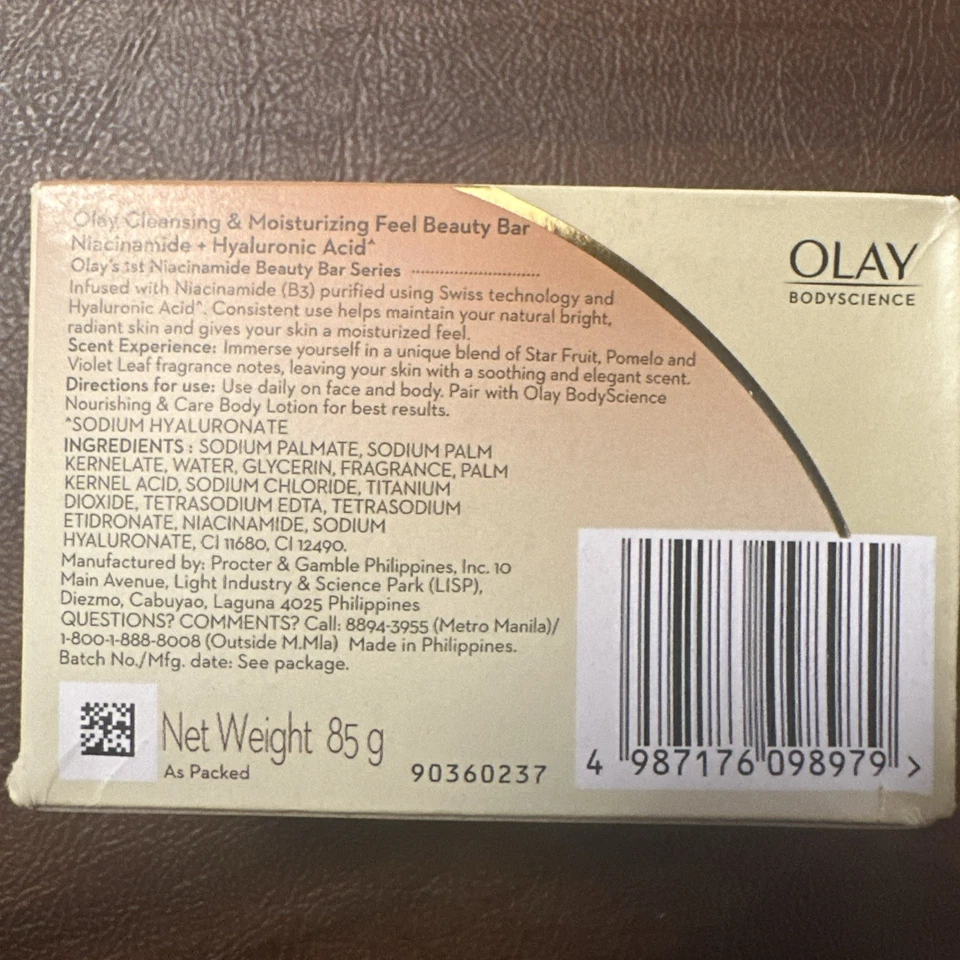 Olay Cleansing & Moisturizing Feel Beauty Bar
Niacinamide + Hyaluronic Acid^
Olay's 1st Niacinamide Beauty Bar Series
Infused with Niacinamide (B3) purified using Swiss technology and
Hyaluronic Acid^. Consistent use helps maintain your natural bright,
radiant skin and gives your skin a moisturized feel.
Scent Experience: Immerse yourself in a unique blend of Star Fruit, Pomelo and
Violet Leaf fragrance notes, leaving your skin with a soothing and elegant scent.
Directions for use: Use daily on face and body. Pair with Olay BodyScience
Nourishing & Care Body Lotion for best results.
^SODIUM HYALURONATE
INGREDIENTS : SODIUM PALMATE, SODIUM PALM
KERNELATE, WATER, GLYCERIN, FRAGRANCE, PALM
KERNEL ACID, SODIUM CHLORIDE, TITANIUM
DIOXIDE, TETRASODIUM EDTA, TETRASODIUM
ETIDRONATE, NIACINAMIDE, SODIUM
HYALURONATE, CI 11680, CI 12490.
Manufactured by: Procter & Gamble Philippines, Inc. 10
Main Avenue, Light Industry & Science Park (LISP),
Diezmo, Cabuyao, Laguna 4025 Philippines
QUESTIONS? COMMENTS? Call: 8894-3955 (Metro Manila)/
1-800-1-888-8008 (Outside M.Mla) Made in Philippines.
Batch No./Mfg. date: See package.
Net Weight 85 g
As Packed
90360237
OLAY
BODYSCIENCE
4 987176 098979 >